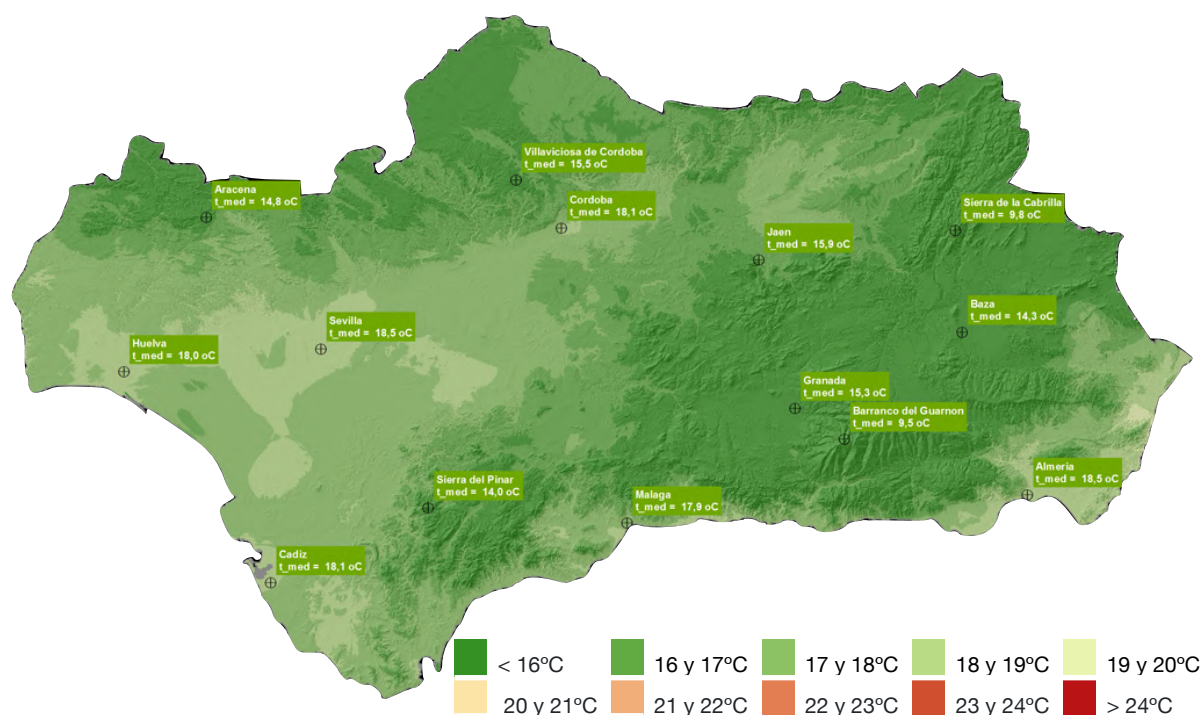 Villaviciosa de Cordoba
t_med = 15,5 oC
Aracena
t_med = 14,8 oC
Cordoba
t_med = 18,1 oC
Sierra de la Cabrilla
t_med = 9,8 oC
Jaen
t_med = 15,9 oC
Baza
t_med = 14,3 oC
Sevilla
t_med = 18,5 oC
Huelva
t_med = 18,0 oC
Granada
t_med = 15,3 oC
Barranco del Guarnon
t_med = 9,5 oC
Almeria
t_med = 18,5 oC
Sierra del Pinar
t_med = 14,0 oC
Malaga
t_med = 17,9 oC
Cadiz
t_med = 18,1 oC
< 16ºC 16 y 17ºC 17 y 18ºC 18 y 19ºC 19 y 20ºC
20 y 21ºC 21 y 22ºC 22 y 23ºC 23 y 24ºC > 24ºC